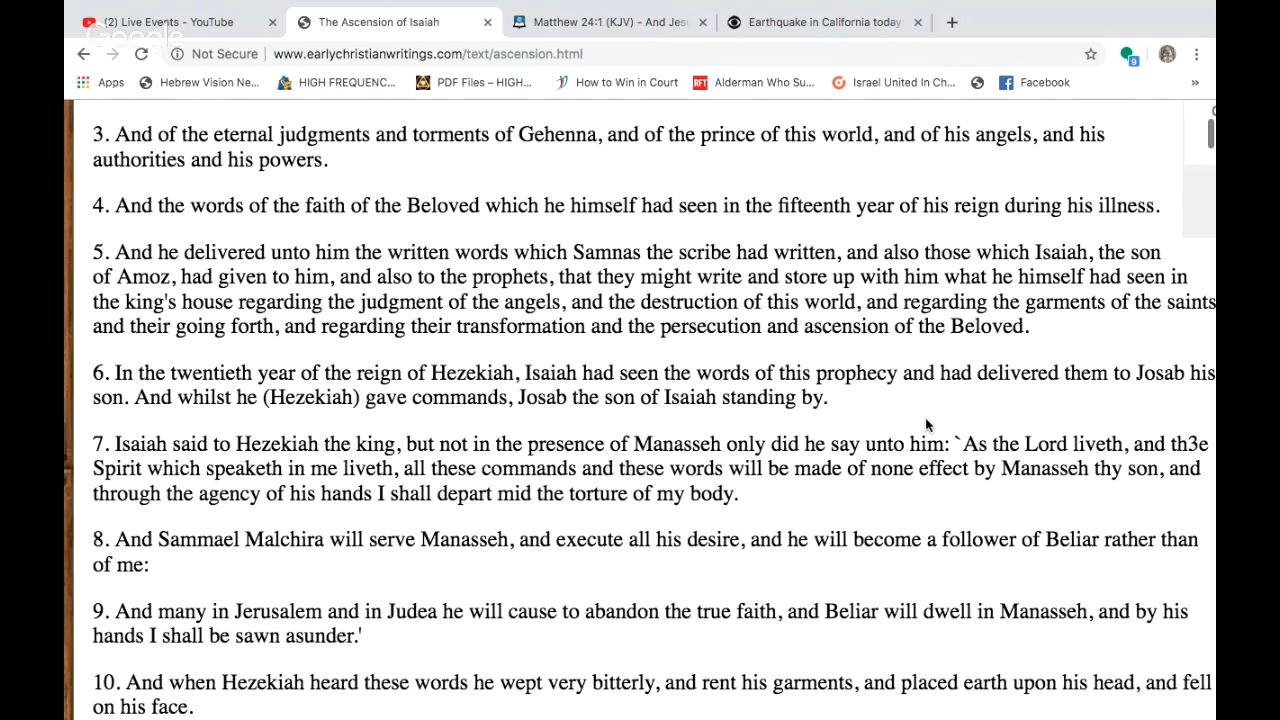 (2) Live Events - YouTube
The Ascension of Isaiah
Matthew 24:1 (KJV) - And Jesu
Earthquake in California today:
Google
Not Secure | www.earlychristianwritings.com/text/ascension.html
9
Apps
Hebrew Vision Ne...
HIGH FREQUENC...
PDF Files – HIGH...
How to Win in Court
RFT
Alderman Who Su...
Israel United In Ch...
Facebook
»
3. And of the eternal judgments and torments of Gehenna, and of the prince of this world, and of his angels, and his
authorities and his powers.
4. And the words of the faith of the Beloved which he himself had seen in the fifteenth year of his reign during his illness.
5. And he delivered unto him the written words which Samnas the scribe had written, and also those which Isaiah, the son
of Amoz, had given to him, and also to the prophets, that they might write and store up with him what he himself had seen in
the king's house regarding the judgment of the angels, and the destruction of this world, and regarding the garments of the saints
and their going forth, and regarding their transformation and the persecution and ascension of the Beloved.
6. In the twentieth year of the reign of Hezekiah, Isaiah had seen the words of this prophecy and had delivered them to Josab his
son. And whilst he (Hezekiah) gave commands, Josab the son of Isaiah standing by.
7. Isaiah said to Hezekiah the king, but not in the presence of Manasseh only did he say unto him: `As the Lord liveth, and th3e
Spirit which speaketh in me liveth, all these commands and these words will be made of none effect by Manasseh thy son, and
through the agency of his hands I shall depart mid the torture of my body.
8. And Sammael Malchira will serve Manasseh, and execute all his desire, and he will become a follower of Beliar rather than
of me:
9. And many in Jerusalem and in Judea he will cause to abandon the true faith, and Beliar will dwell in Manasseh, and by his
hands I shall be sawn asunder.'
10. And when Hezekiah heard these words he wept very bitterly, and rent his garments, and placed earth upon his head, and fell
on his face.